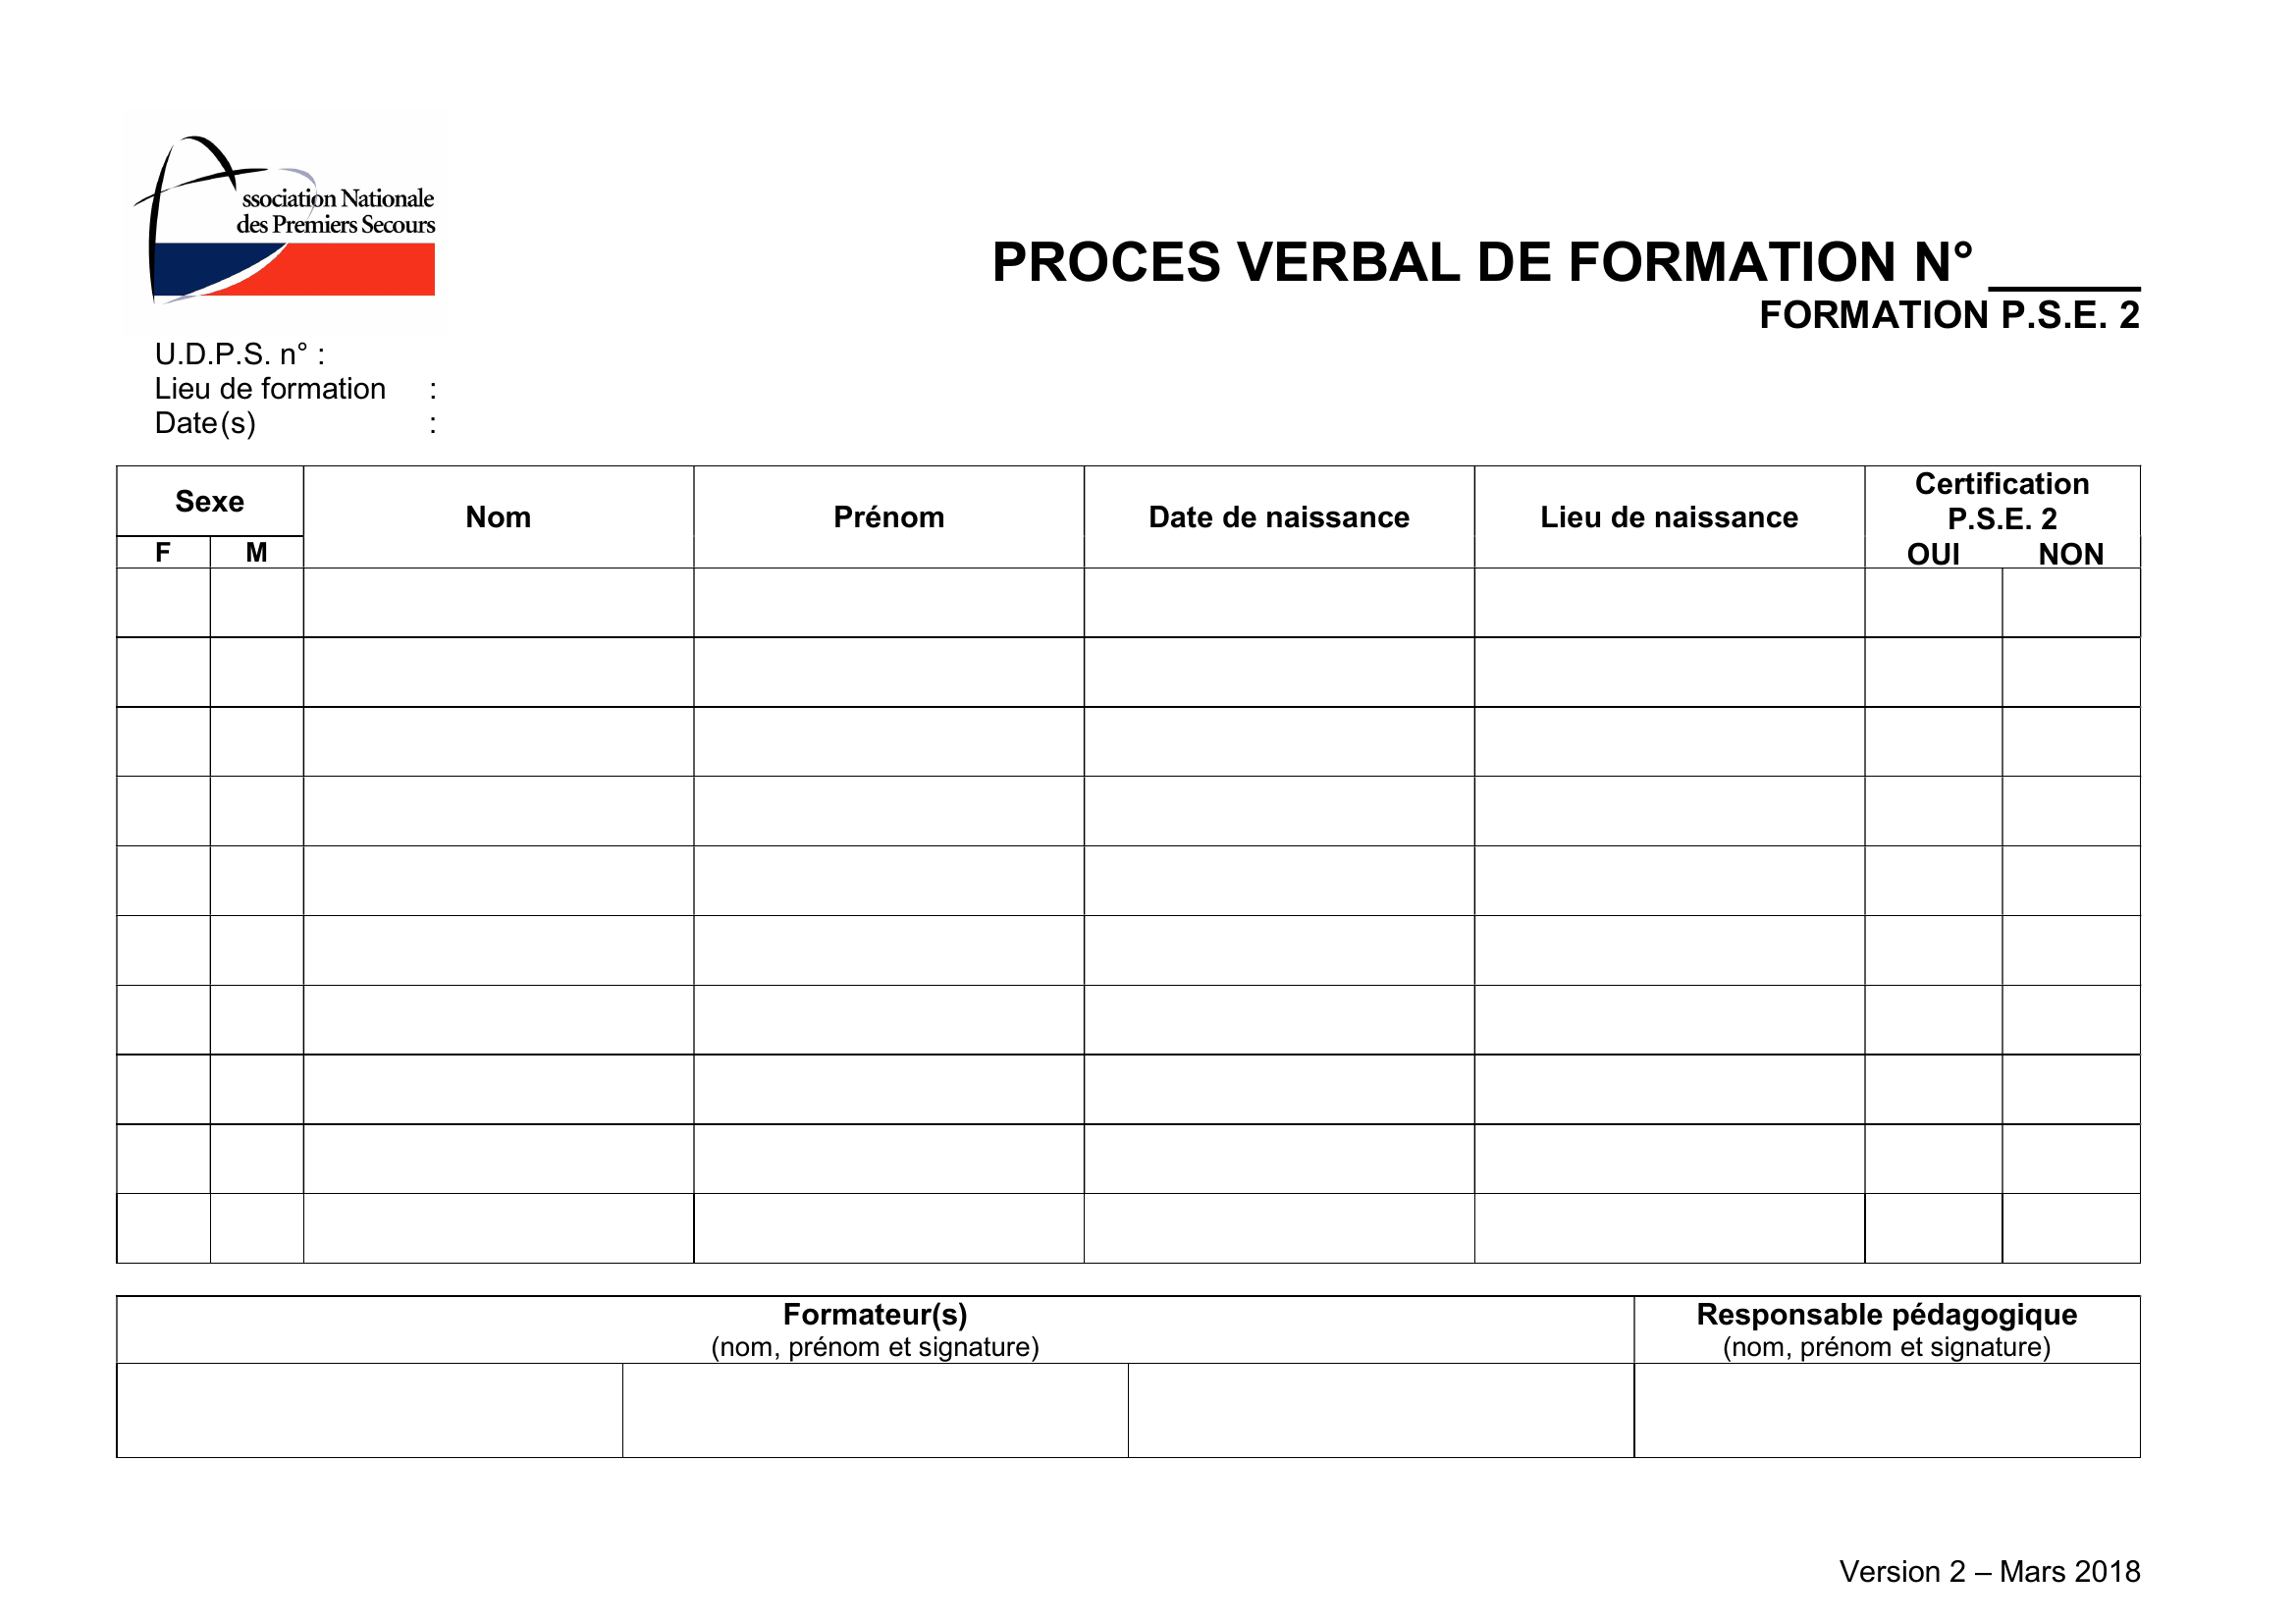 ssociation Nationale
des Premiers Secours
PROCES VERBAL DE FORMATION N° _____
FORMATION P.S.E. 2
U.D.P.S. n° :
Lieu de formation :
Date(s) :
Sexe
Nom
Prénom
Date de naissance
Lieu de naissance
Certification
P.S.E. 2
F M
OUI NON
Formateur(s)
(nom, prénom et signature)
Responsable pédagogique
(nom, prénom et signature)
Version 2 – Mars 2018